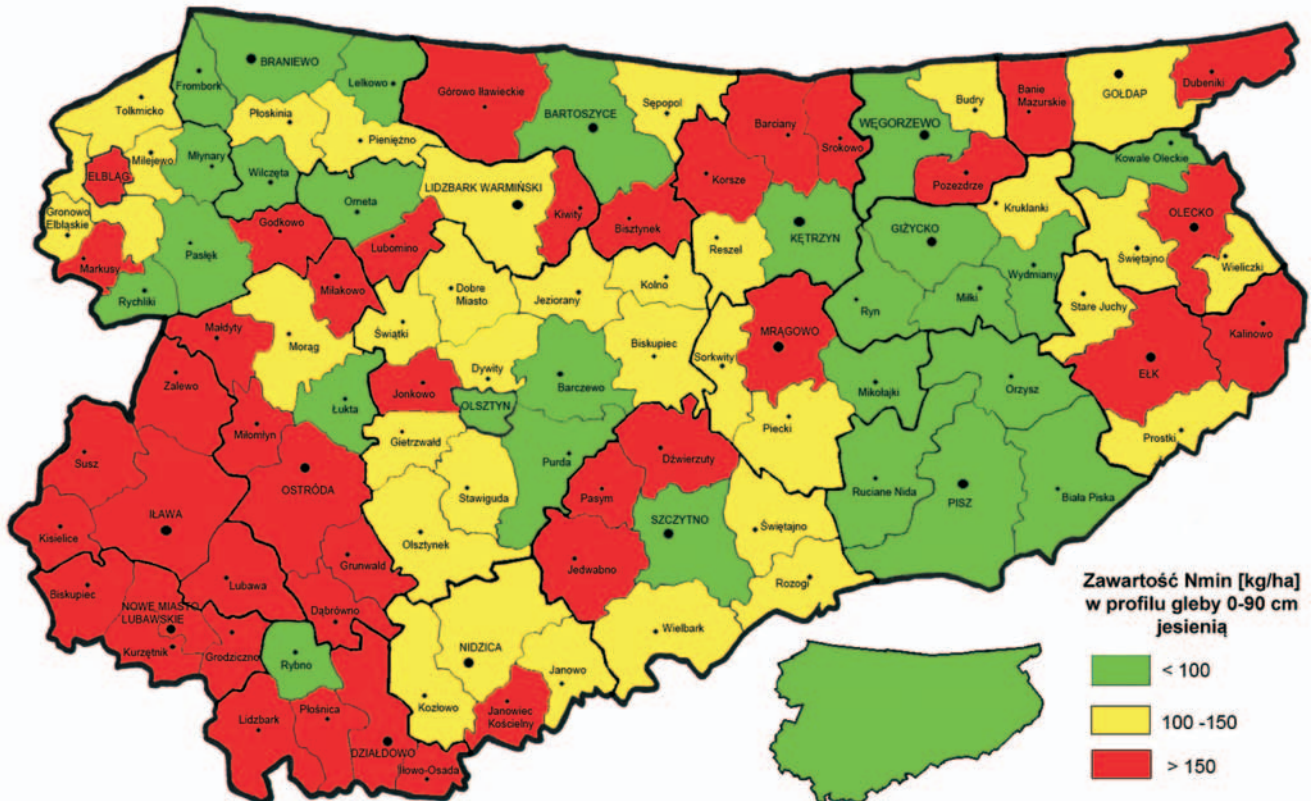 BRANIEWO
Frombork
Lelkowo
Tolkmicko
Płoskinia
Pieniężno
Górowo Iławieckie
BARTOSZYCE
Sępopol
Barciany
Srokowo
WĘGORZEWO
Budry
Banie
Mazurskie
GOŁDAP
Dubeniki
Milejewo
Młynary
Wilczęta
ELBLĄG
Orneta
LIDZBARK WARMIŃSKI
Kiwity
Bisztynek
Korsze
KĘTRZYN
Pozezdrze
Kruklanki
Kowale Oleckie
OLECKO
Gronowo
Elbląskie
Markusy
Pasłęk
Rychliki
Godkowo
Lubomino
Miłakowo
Dobre
Miasto
Jeziorany
Kolno
Reszel
GIŻYCKO
Wydmiany
Świętajno
Wieliczki
Stare Juchy
Małdyty
Morąg
Świątki
Dywity
Biskupiec
Sorkwity
MRĄGOWO
Ryn
Miłki
Kalinowo
EŁK
Zalewo
Łukta
Jonkowo
OLSZTYN
Barczewo
Mikołajki
Orzysz
Prostki
Miłomłyn
Gietrzwałd
Purda
Dźwierzuty
Piecki
Susz
OSTRÓDA
Stawiguda
Pasym
Ruciane Nida
PISZ
Biała Piska
IŁAWA
Kisielice
Olsztynek
SZCZYTNO
Świętajno
Grunwald
Jedwabno
Rozogi
Biskupiec
Lubawa
NOWE MIASTO
LUBAWSKIE
Dąbrówno
Kurzętnik
Grodziczno
Rybno
NIDZICA
Wielbark
Janowo
Kozłowo
Janowiec
Kościelny
Lidzbark
Płośnica
DZIAŁDOWO
Iłowo-Osada
Zawartość Nmin [kg/ha]
w profilu gleby 0-90 cm
jesienią
< 100
100 -150
> 150